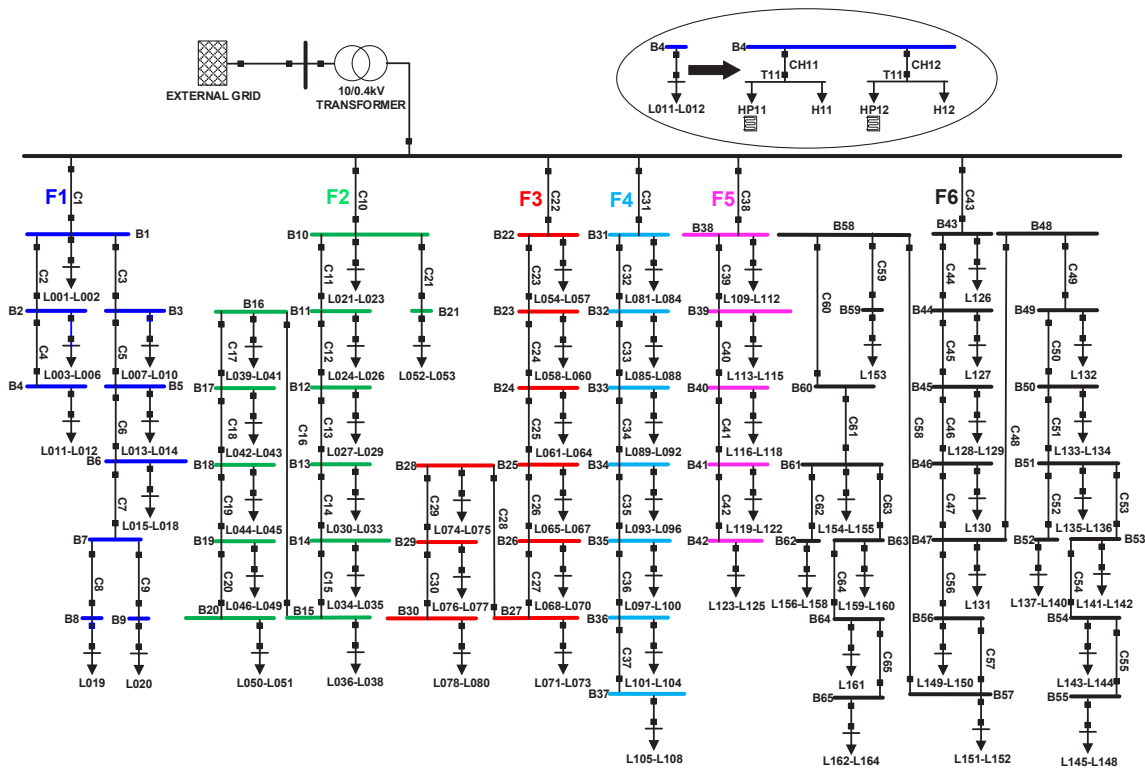 B4
B4
CH11
CH12
T11
T11
L011-L012
HP11
H11
HP12
H12
EXTERNAL GRID
10/0.4kV
TRANSFORMER
F1
F2
F3
F4
F5
F6
C1
C10
C22
C31
C38
C43
B1
B10
B22
B31
B38
B58
B43
B48
C2
C3
C11
C21
C23
C32
C39
C60
C59
C44
C49
L001-L002
L021-L023
L054-L057
L081-L084
L109-L112
L126
B2
B3
B16
B11
B21
B23
B32
B39
B59
B44
B49
C4
C5
C17
C12
C24
C33
C40
C45
C50
L003-L006
L007-L010
L039-L041
L024-L026
L052-L053
L058-L060
L085-L088
L113-L115
L153
L127
L132
B4
B5
B17
B12
B24
B33
B40
B60
B45
B50
C6
C18
C16
C13
C25
C34
C41
C61
C58
C46
C48
C51
L011-L012
L013-L014
L042-L043
L027-L029
L061-L064
L089-L092
L116-L118
L128-L129
L133-L134
B6
B18
B13
B28
B25
B34
B41
B61
B46
B51
C7
C19
C14
C29
C28
C26
C35
C42
C62
C63
C47
C52
C53
L015-L018
L044-L045
L030-L033
L074-L075
L065-L067
L093-L096
L119-L122
L154-L155
L130
L135-L136
B7
B19
B14
B29
B26
B35
B42
B62
B63
B47
B52
B53
C8
C9
C20
C15
C30
C27
C36
C64
C56
C54
L046-L049
L034-L035
L076-L077
L068-L070
L097-L100
L123-L125
L156-L158
L159-L160
L131
L137-L140
L141-L142
B8
B9
B20
B15
B30
B27
B36
B64
B56
B54
C37
C65
C57
C55
L019
L020
L050-L051
L036-L038
L078-L080
L071-L073
L101-L104
L161
L149-L150
L143-L144
B37
B65
B57
B55
L105-L108
L162-L164
L151-L152
L145-L148